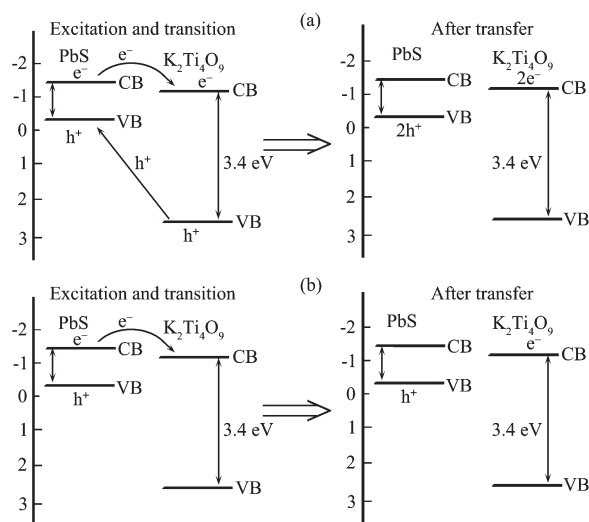 (a)
Excitation and transition
PbS e⁻ K₂Ti₄O₉
e⁻ CB e⁻
CB
VB
h⁺
h⁺
3.4 eV
h⁺ VB
-2
-1
0
1
2
3
After transfer
PbS K₂Ti₄O₉
2e⁻
CB CB
VB
2h⁺
3.4 eV
VB
-2
-1
0
1
2
3
(b)
Excitation and transition
PbS e⁻ K₂Ti₄O₉
e⁻
CB CB
VB
h⁺
3.4 eV
VB
-2
-1
0
1
2
3
After transfer
PbS K₂Ti₄O₉
e⁻
CB CB
VB
h⁺
3.4 eV
VB
-2
-1
0
1
2
3